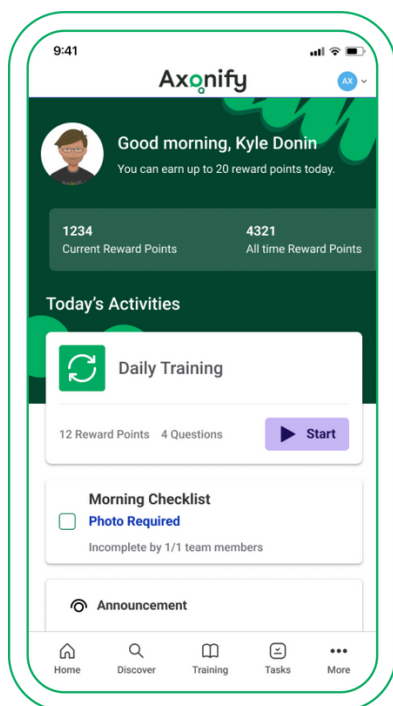 9:41
Axonify
AX
Good morning, Kyle Donin
You can earn up to 20 reward points today.
1234
Current Reward Points
4321
All time Reward Points
Today's Activities
Daily Training
12 Reward Points 4 Questions
Start
Morning Checklist
Photo Required
Incomplete by 1/1 team members
Announcement
Home
Discover
Training
Tasks
More